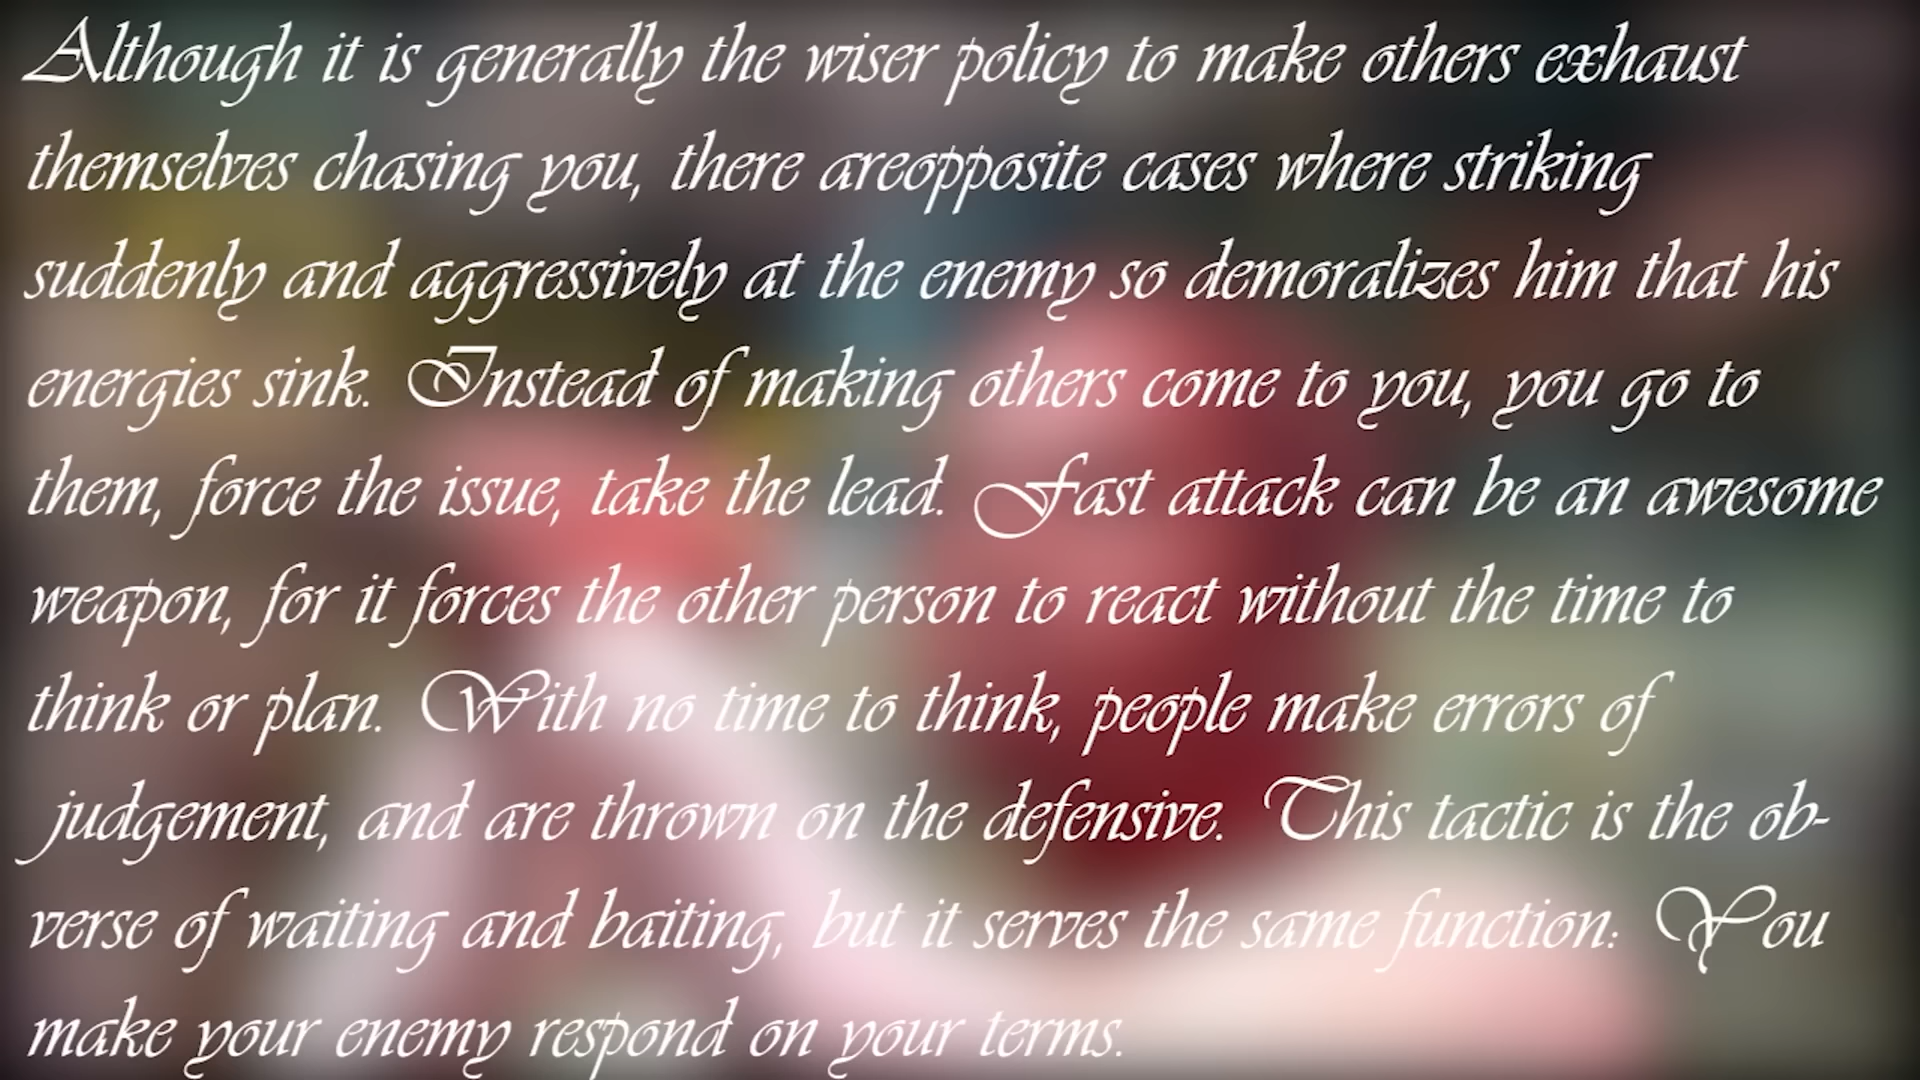 Although it is generally the wiser policy to make others exhaust
themselves chasing you, there areopposite cases where striking
suddenly and aggressively at the enemy so demoralizes him that his
energies sink. Instead of making others come to you, you go to
them, force the issue, take the lead. Fast attack can be an awesome
weapon, for it forces the other person to react without the time to
think or plan. With no time to think, people make errors of
judgement, and are thrown on the defensive. This tactic is the ob-
verse of waiting and baiting, but it serves the same function: You
make your enemy respond on your terms.